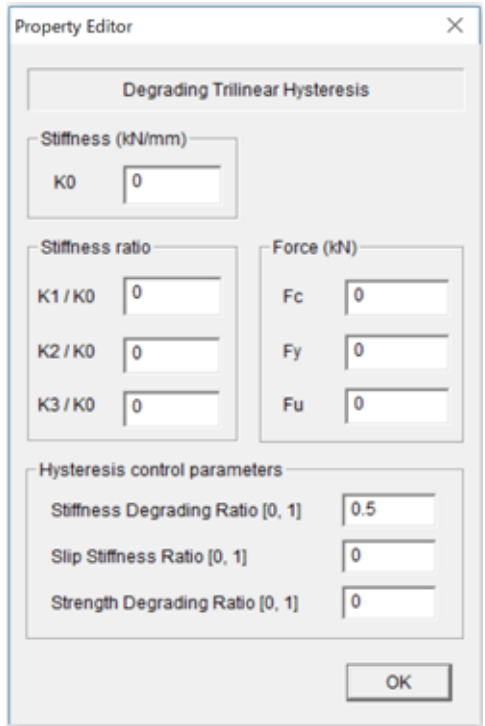 Property Editor
Degrading Trilinear Hysteresis
Stiffness (kN/mm)
K0 0
Stiffness ratio
K1 / K0 0
K2 / K0 0
K3 / K0 0
Force (kN)
Fc 0
Fy 0
Fu 0
Hysteresis control parameters
Stiffness Degrading Ratio [0, 1] 0.5
Slip Stiffness Ratio [0, 1] 0
Strength Degrading Ratio [0, 1] 0
OK